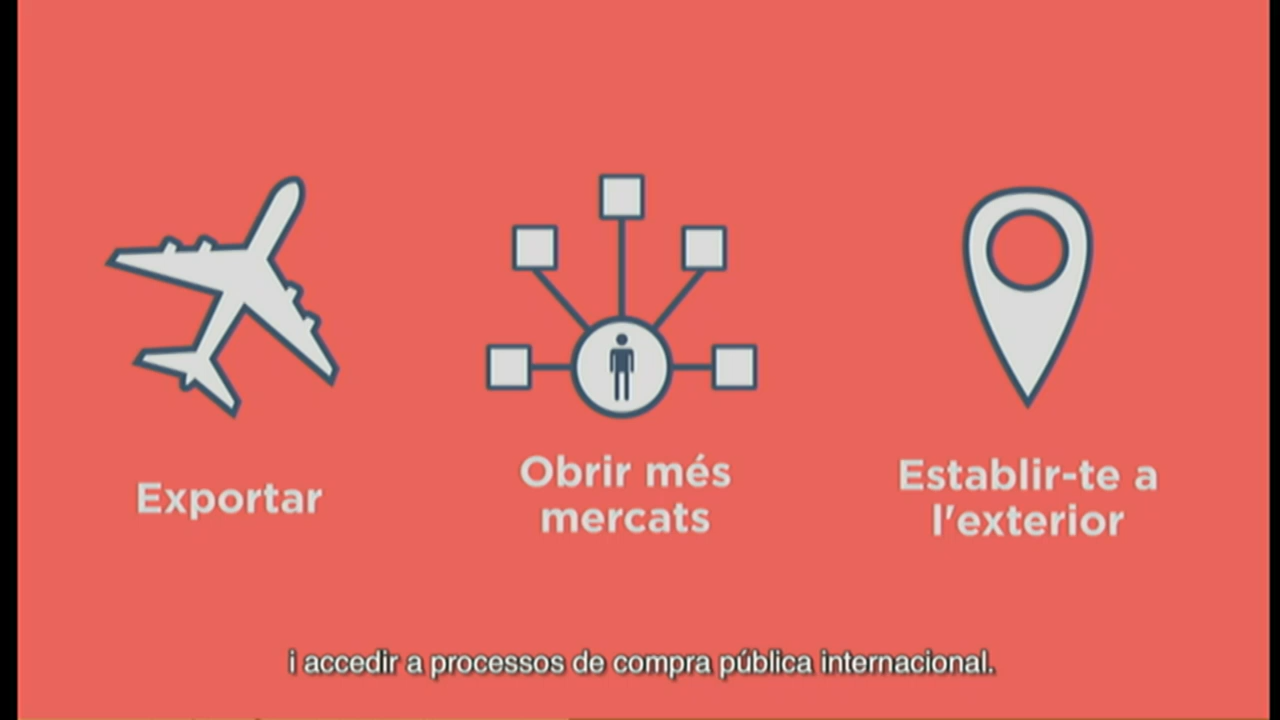 Exportar
Obrir més
mercats
Establir-te a
l'exterior
i accedir a processos de compra pública internacional.